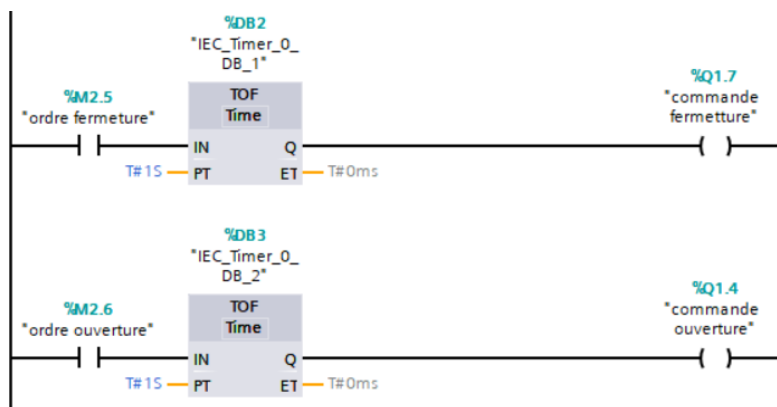 %DB2
"IEC_Timer_0_
DB_1"
%M2.5
"ordre fermeture"
TOF
Time
IN
Q
T#1S
PT
ET
T#0ms
%Q1.7
"commande
fermetture"
%DB3
"IEC_Timer_0_
DB_2"
%M2.6
"ordre ouverture"
TOF
Time
IN
Q
T#1S
PT
ET
T#0ms
%Q1.4
"commande
ouverture"